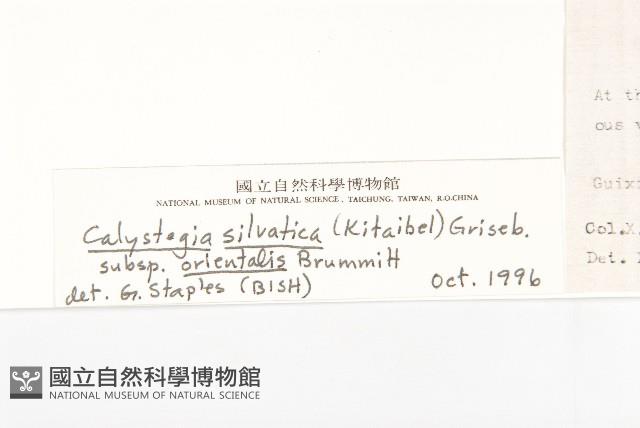 國立自然科學博物館
NATIONAL MUSEUM OF NATURAL SCIENCE, TAICHUNG, TAIWAN, R.O.CHINA
Calystegia silvatica (Kitaibel) Griseb.
subsp. orientalis Brummitt
det. G. Staples (BISH) Oct. 1996
At th
ous
Guix
Col.X.
Det.
國立自然科學博物館
NATIONAL MUSEUM OF NATURAL SCIENCE